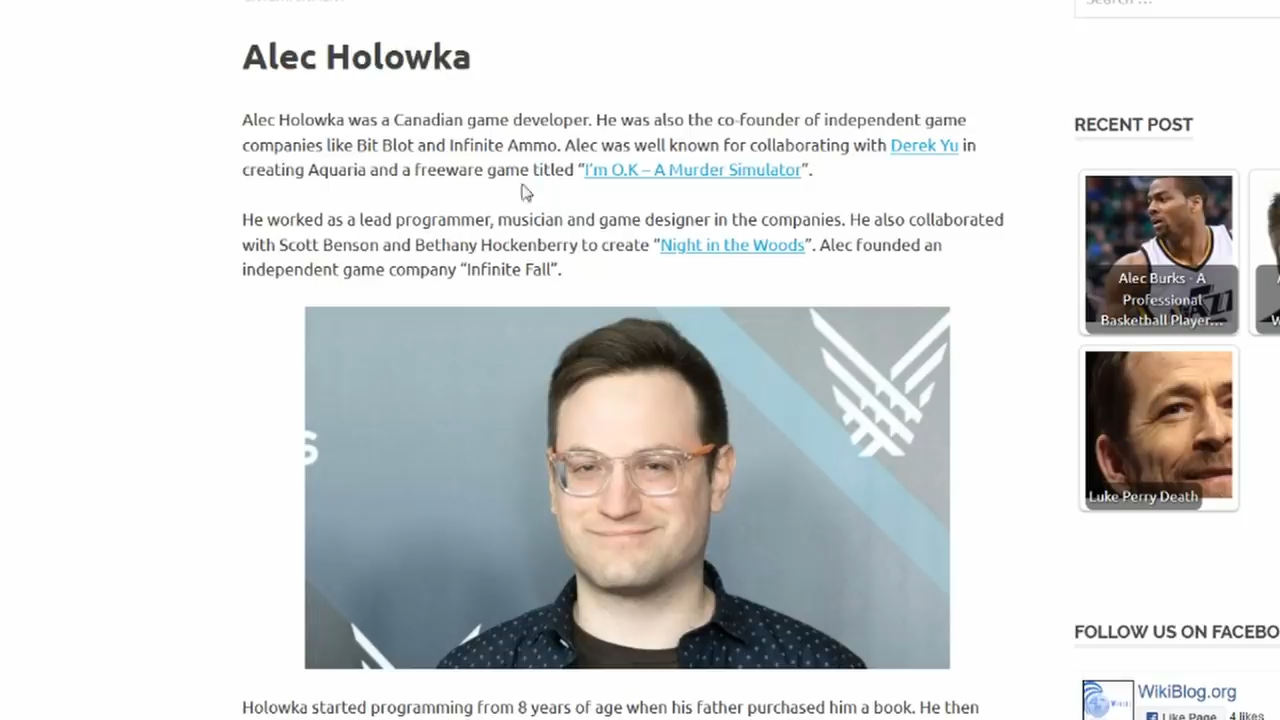 Search ...
Alec Holowka
Alec Holowka was a Canadian game developer. He was also the co-founder of independent game
companies like Bit Blot and Infinite Ammo. Alec was well known for collaborating with Derek Yu in
creating Aquaria and a freeware game titled “I’m O.K – A Murder Simulator”.
He worked as a lead programmer, musician and game designer in the companies. He also collaborated
with Scott Benson and Bethany Hockenberry to create “Night in the Woods”. Alec founded an
independent game company “Infinite Fall”.
S
Holowka started programming from 8 years of age when his father purchased him a book. He then
RECENT POST
Alec Burks - A
Professional
Basketball Player...
Luke Perry Death
FOLLOW US ON FACEBO
WikiBlog.org
Like Page
4 likes